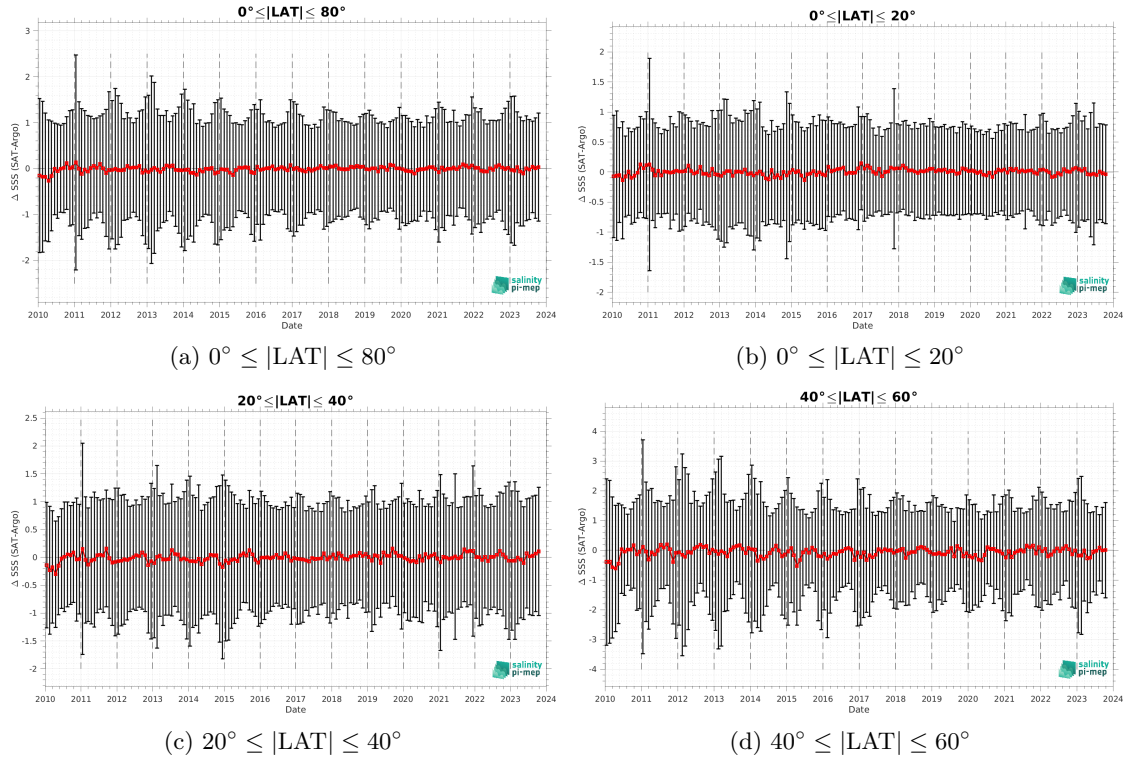 0°≤|LAT|≤ 80°
3
2
1
0
-1
-2
Δ SSS (SAT-Argo)
2010 2011 2012 2013 2014 2015 2016 2017 2018 2019 2020 2021 2022 2023 2024
Date
salinity
pi-mep
(a) 0° ≤ |LAT| ≤ 80°
0°≤|LAT|≤ 20°
2
1.5
1
0.5
0
-0.5
-1
-1.5
-2
Δ SSS (SAT-Argo)
2010 2011 2012 2013 2014 2015 2016 2017 2018 2019 2020 2021 2022 2023 2024
Date
salinity
pi-mep
(b) 0° ≤ |LAT| ≤ 20°
20°≤|LAT|≤ 40°
2.5
2
1.5
1
0.5
0
-0.5
-1
-1.5
-2
Δ SSS (SAT-Argo)
2010 2011 2012 2013 2014 2015 2016 2017 2018 2019 2020 2021 2022 2023 2024
Date
salinity
pi-mep
(c) 20° ≤ |LAT| ≤ 40°
40°≤|LAT|≤ 60°
4
3
2
1
0
-1
-2
-3
-4
Δ SSS (SAT-Argo)
2010 2011 2012 2013 2014 2015 2016 2017 2018 2019 2020 2021 2022 2023 2024
Date
salinity
pi-mep
(d) 40° ≤ |LAT| ≤ 60°